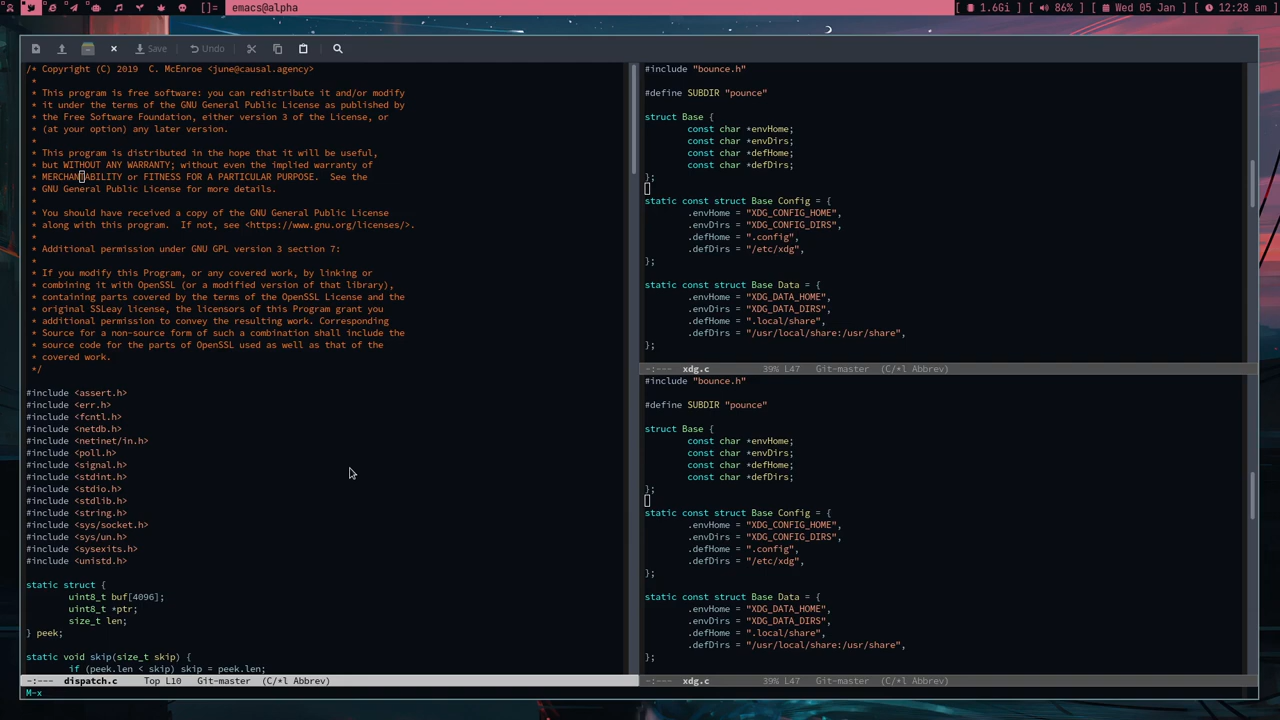 []= emacs@alpha 1.6Gi 86% Wed 05 Jan 12:28 am
Save Undo
/* Copyright (C) 2019  C. McEnroe <june@causal.agency>
 *
 * This program is free software: you can redistribute it and/or modify
 * it under the terms of the GNU General Public License as published by
 * the Free Software Foundation, either version 3 of the License, or
 * (at your option) any later version.
 *
 * This program is distributed in the hope that it will be useful,
 * but WITHOUT ANY WARRANTY; without even the implied warranty of
 * MERCHANTABILITY or FITNESS FOR A PARTICULAR PURPOSE.  See the
 * GNU General Public License for more details.
 *
 * You should have received a copy of the GNU General Public License
 * along with this program.  If not, see <https://www.gnu.org/licenses/>.
 *
 * Additional permission under GNU GPL version 3 section 7:
 *
 * If you modify this Program, or any covered work, by linking or
 * combining it with OpenSSL (or a modified version of that library),
 * containing parts covered by the terms of the OpenSSL License and the
 * original SSLeay license, the licensors of this Program grant you
 * additional permission to convey the resulting work. Corresponding
 * Source for a non-source form of such a combination shall include the
 * source code for the parts of OpenSSL used as well as that of the
 * covered work.
 */
#include <assert.h>
#include <err.h>
#include <fcntl.h>
#include <netdb.h>
#include <netinet/in.h>
#include <poll.h>
#include <signal.h>
#include <stdint.h>
#include <stdio.h>
#include <stdlib.h>
#include <string.h>
#include <sys/socket.h>
#include <sys/un.h>
#include <sysexits.h>
#include <unistd.h>
static struct {
        uint8_t buf[4096];
        uint8_t *ptr;
        size_t len;
} peek;
static void skip(size_t skip) {
        if (peek.len < skip) skip = peek.len;
-:---  dispatch.c     Top L10   Git-master  (C/*l Abbrev)
M-x
#include "bounce.h"
#define SUBDIR "pounce"
struct Base {
        const char *envHome;
        const char *envDirs;
        const char *defHome;
        const char *defDirs;
};
static const struct Base Config = {
        .envHome = "XDG_CONFIG_HOME",
        .envDirs = "XDG_CONFIG_DIRS",
        .defHome = ".config",
        .defDirs = "/etc/xdg",
};
static const struct Base Data = {
        .envHome = "XDG_DATA_HOME",
        .envDirs = "XDG_DATA_DIRS",
        .defHome = ".local/share",
        .defDirs = "/usr/local/share:/usr/share",
};
-:---  xdg.c          39% L47   Git-master  (C/*l Abbrev)
#include "bounce.h"
#define SUBDIR "pounce"
struct Base {
        const char *envHome;
        const char *envDirs;
        const char *defHome;
        const char *defDirs;
};
static const struct Base Config = {
        .envHome = "XDG_CONFIG_HOME",
        .envDirs = "XDG_CONFIG_DIRS",
        .defHome = ".config",
        .defDirs = "/etc/xdg",
};
static const struct Base Data = {
        .envHome = "XDG_DATA_HOME",
        .envDirs = "XDG_DATA_DIRS",
        .defHome = ".local/share",
        .defDirs = "/usr/local/share:/usr/share",
};
-:---  xdg.c          39% L47   Git-master  (C/*l Abbrev)